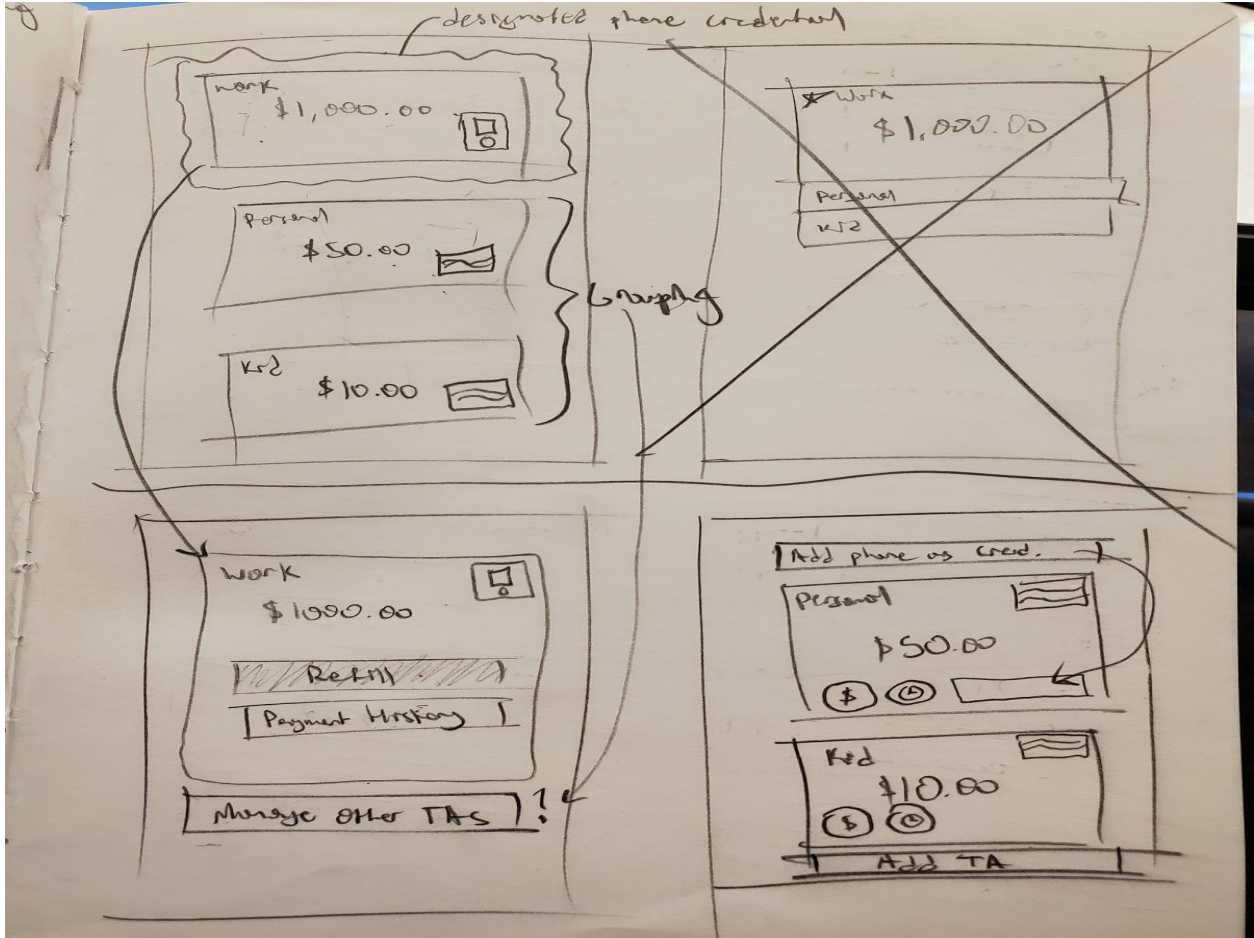 designated phone credential
Work
$1,000.00
Personal
$50.00
Kid
$10.00
Grouping
Work
$1,000.00
Personal
Kid
Work
$1000.00
Refill
Payment History
Manage Other TAs ?
Add phone as cred.
Personal
$50.00
$
Kid
$10.00
$
Add TA